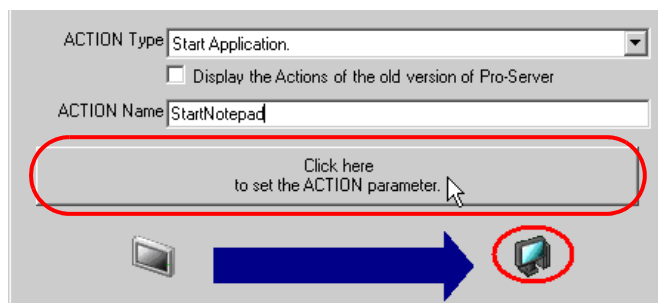 ACTION Type Start Application.
Display the Actions of the old version of Pro-Server
ACTION Name StartNotepad
Click here
to set the ACTION parameter.